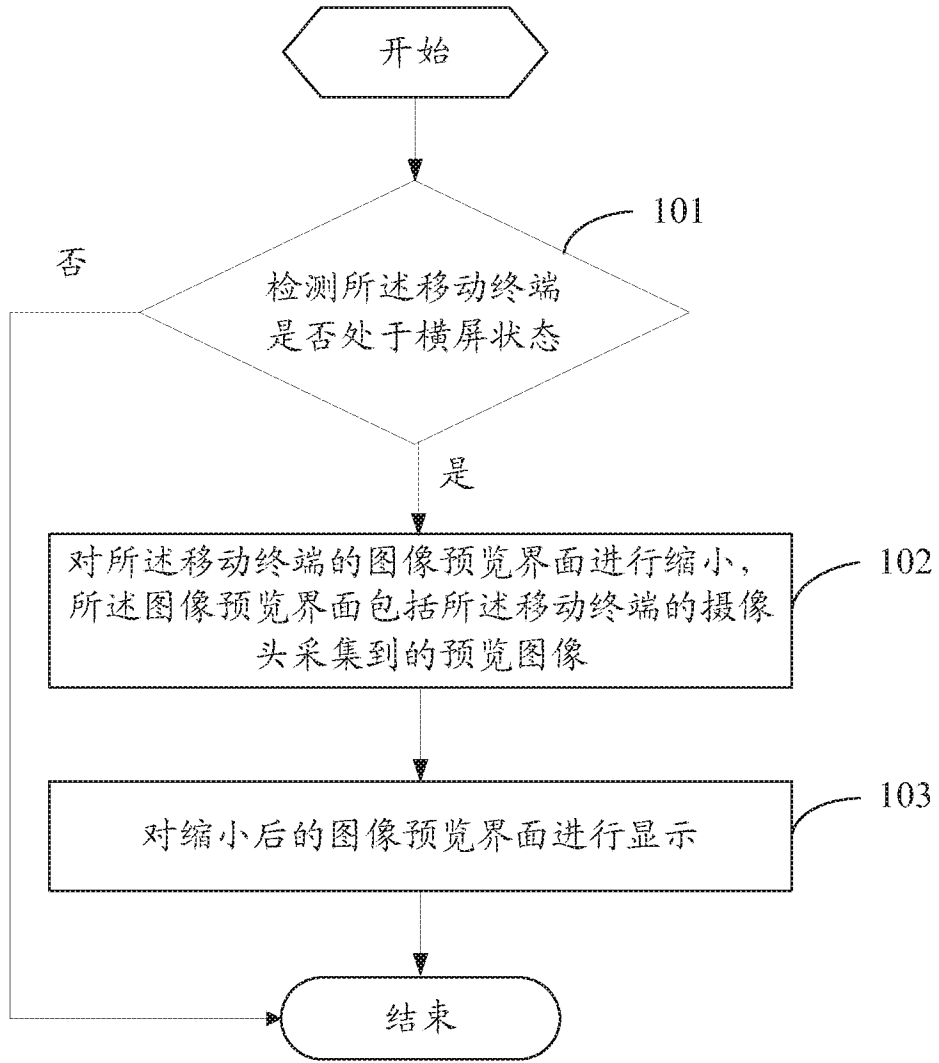 开始
101
否
检测所述移动终端
是否处于横屏状态
是
对所述移动终端的图像预览界面进行缩小,
所述图像预览界面包括所述移动终端的摄像
头采集到的预览图像
102
对缩小后的图像预览界面进行显示
103
结束